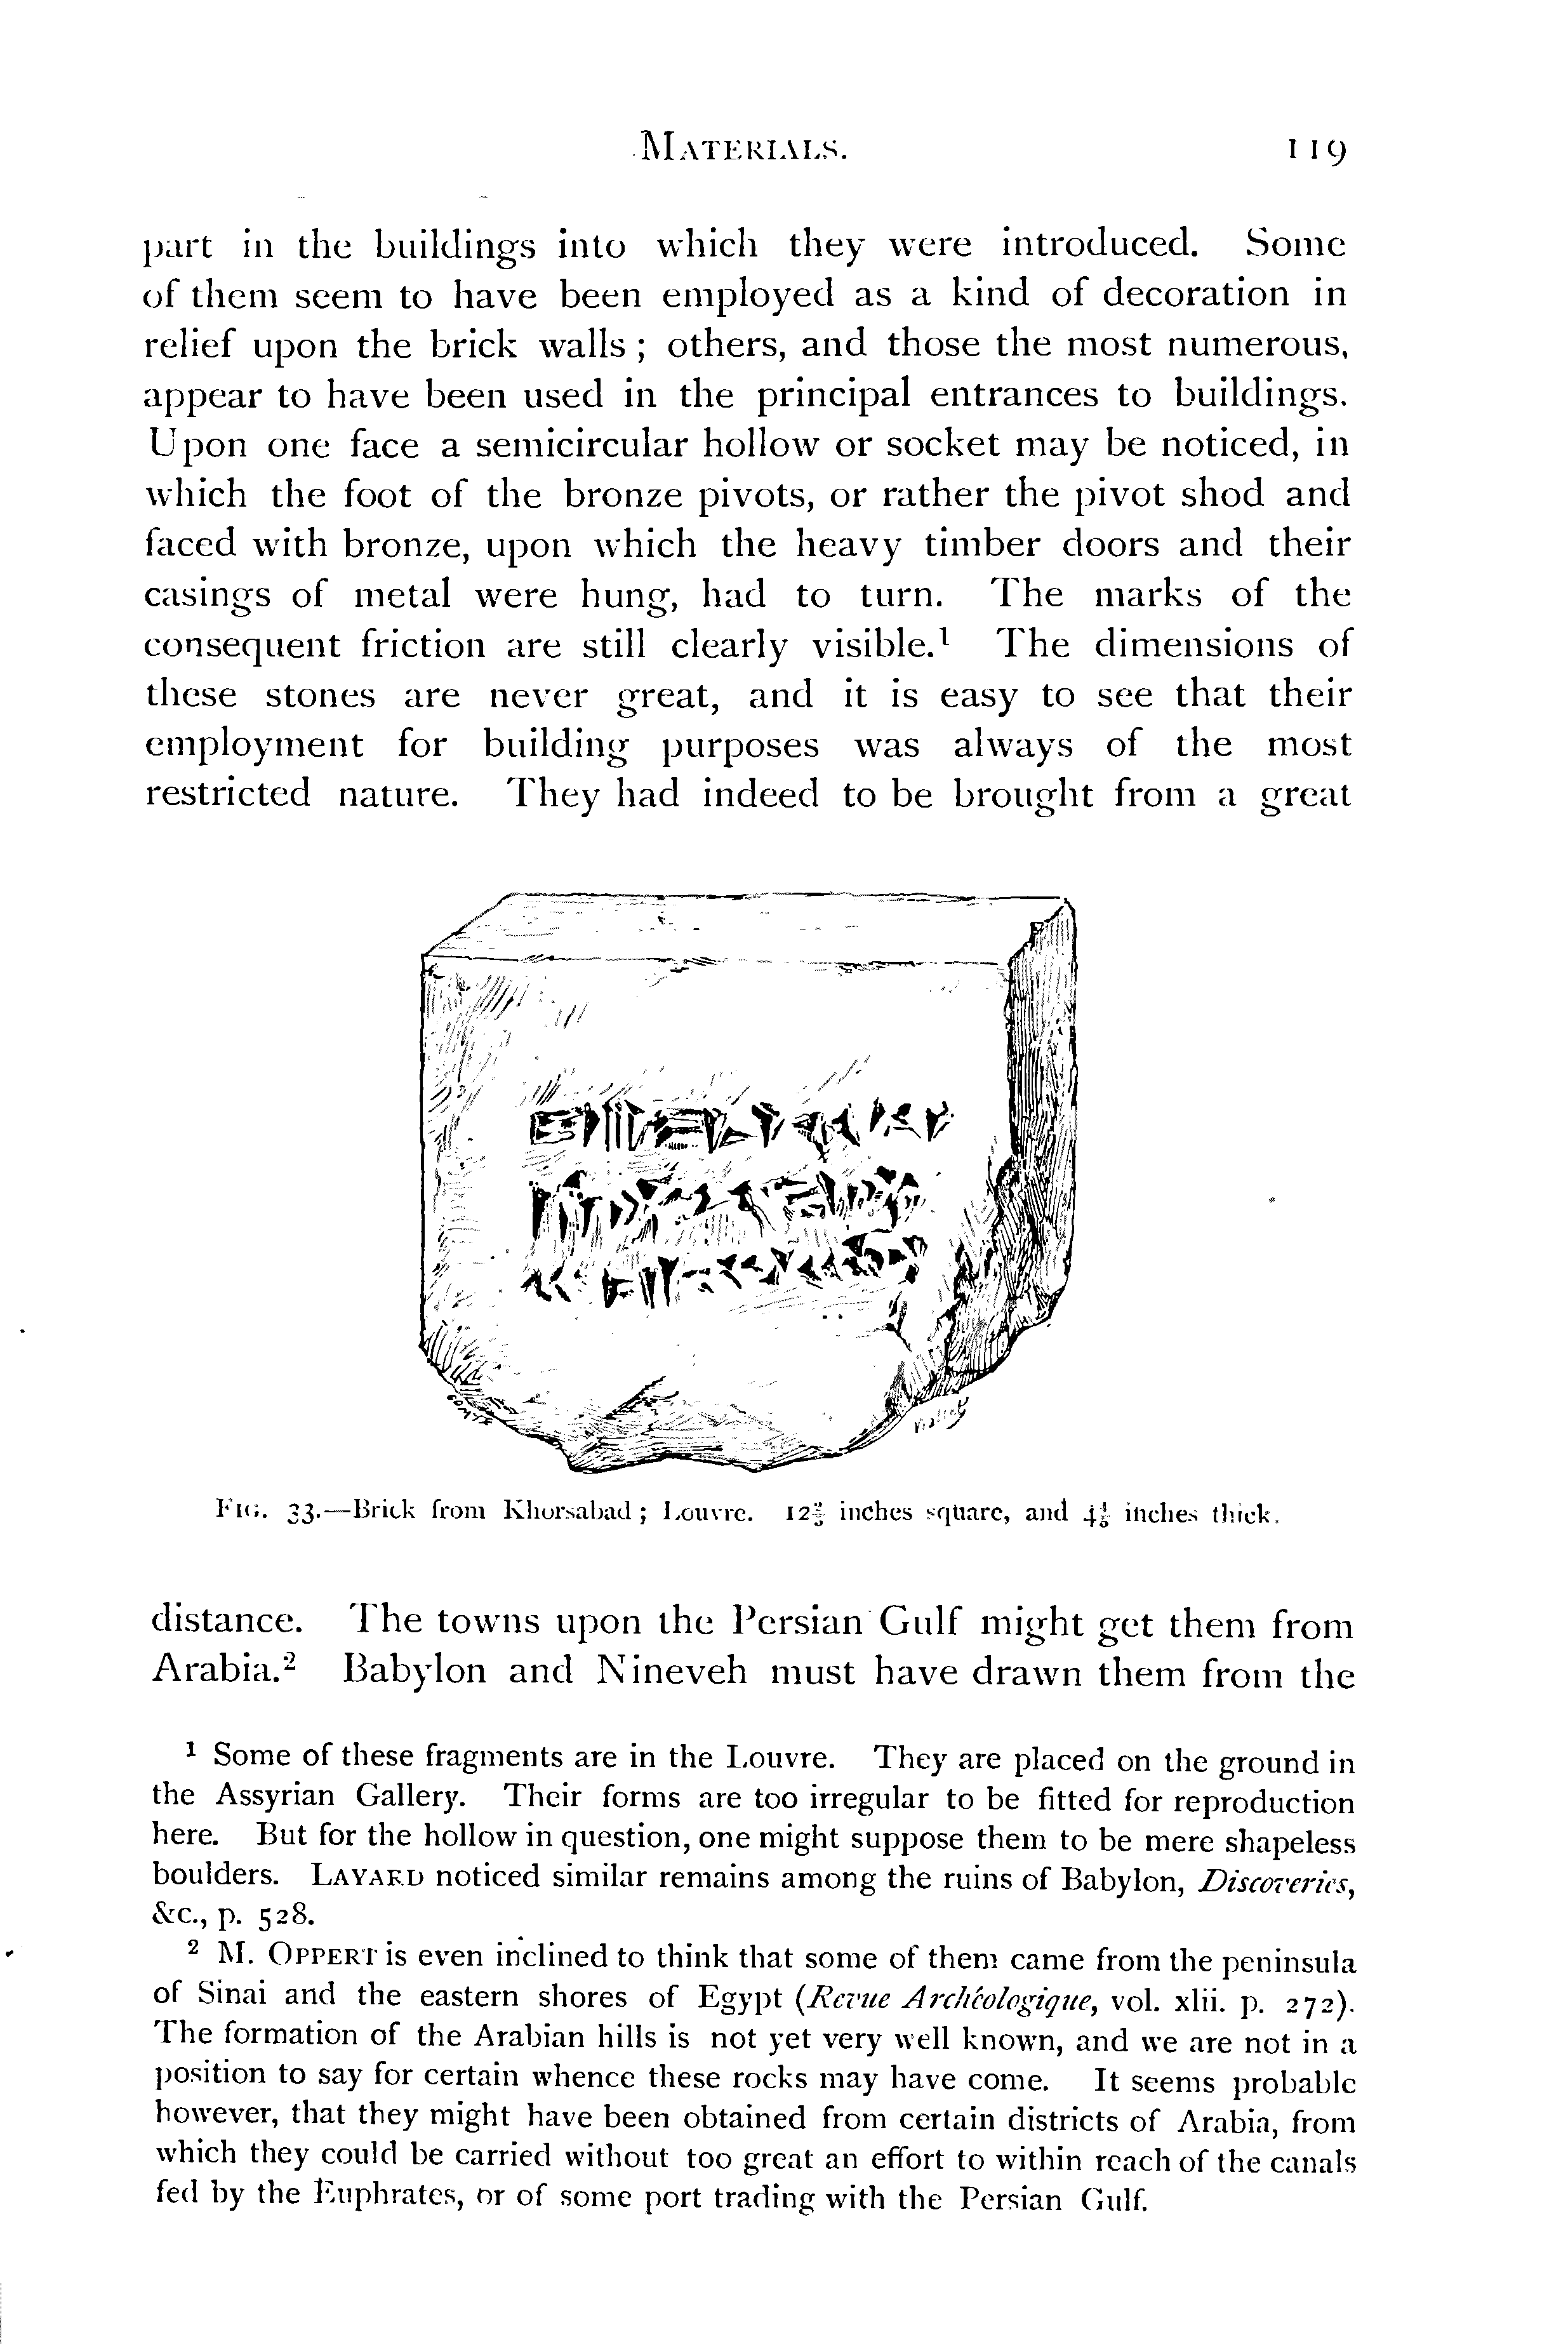 MATERIALS. 119
part in the buildings into which they were introduced. Some
of them seem to have been employed as a kind of decoration in
relief upon the brick walls ; others, and those the most numerous,
appear to have been used in the principal entrances to buildings.
Upon one face a semicircular hollow or socket may be noticed, in
which the foot of the bronze pivots, or rather the pivot shod and
faced with bronze, upon which the heavy timber doors and their
casings of metal were hung, had to turn. The marks of the
consequent friction are still clearly visible.¹ The dimensions of
these stones are never great, and it is easy to see that their
employment for building purposes was always of the most
restricted nature. They had indeed to be brought from a great
COMTE
FIG. 33.—Brick from Khorsabad ; Louvre. inches square, and inches thick.
distance. The towns upon the Persian Gulf might get them from
Arabia.² Babylon and Nineveh must have drawn them from the
¹ Some of these fragments are in the Louvre. They are placed on the ground in
the Assyrian Gallery. Their forms are too irregular to be fitted for reproduction
here. But for the hollow in question, one might suppose them to be mere shapeless
boulders. LAYARD noticed similar remains among the ruins of Babylon, Discoveries,
&c., p. 528.
² M. OPPERT is even inclined to think that some of them came from the peninsula
of Sinai and the eastern shores of Egypt (Revue Archéologique, vol. xlii. p. 272).
The formation of the Arabian hills is not yet very well known, and we are not in a
position to say for certain whence these rocks may have come. It seems probable
however, that they might have been obtained from certain districts of Arabia, from
which they could be carried without too great an effort to within reach of the canals
fed by the Euphrates, or of some port trading with the Persian Gulf.